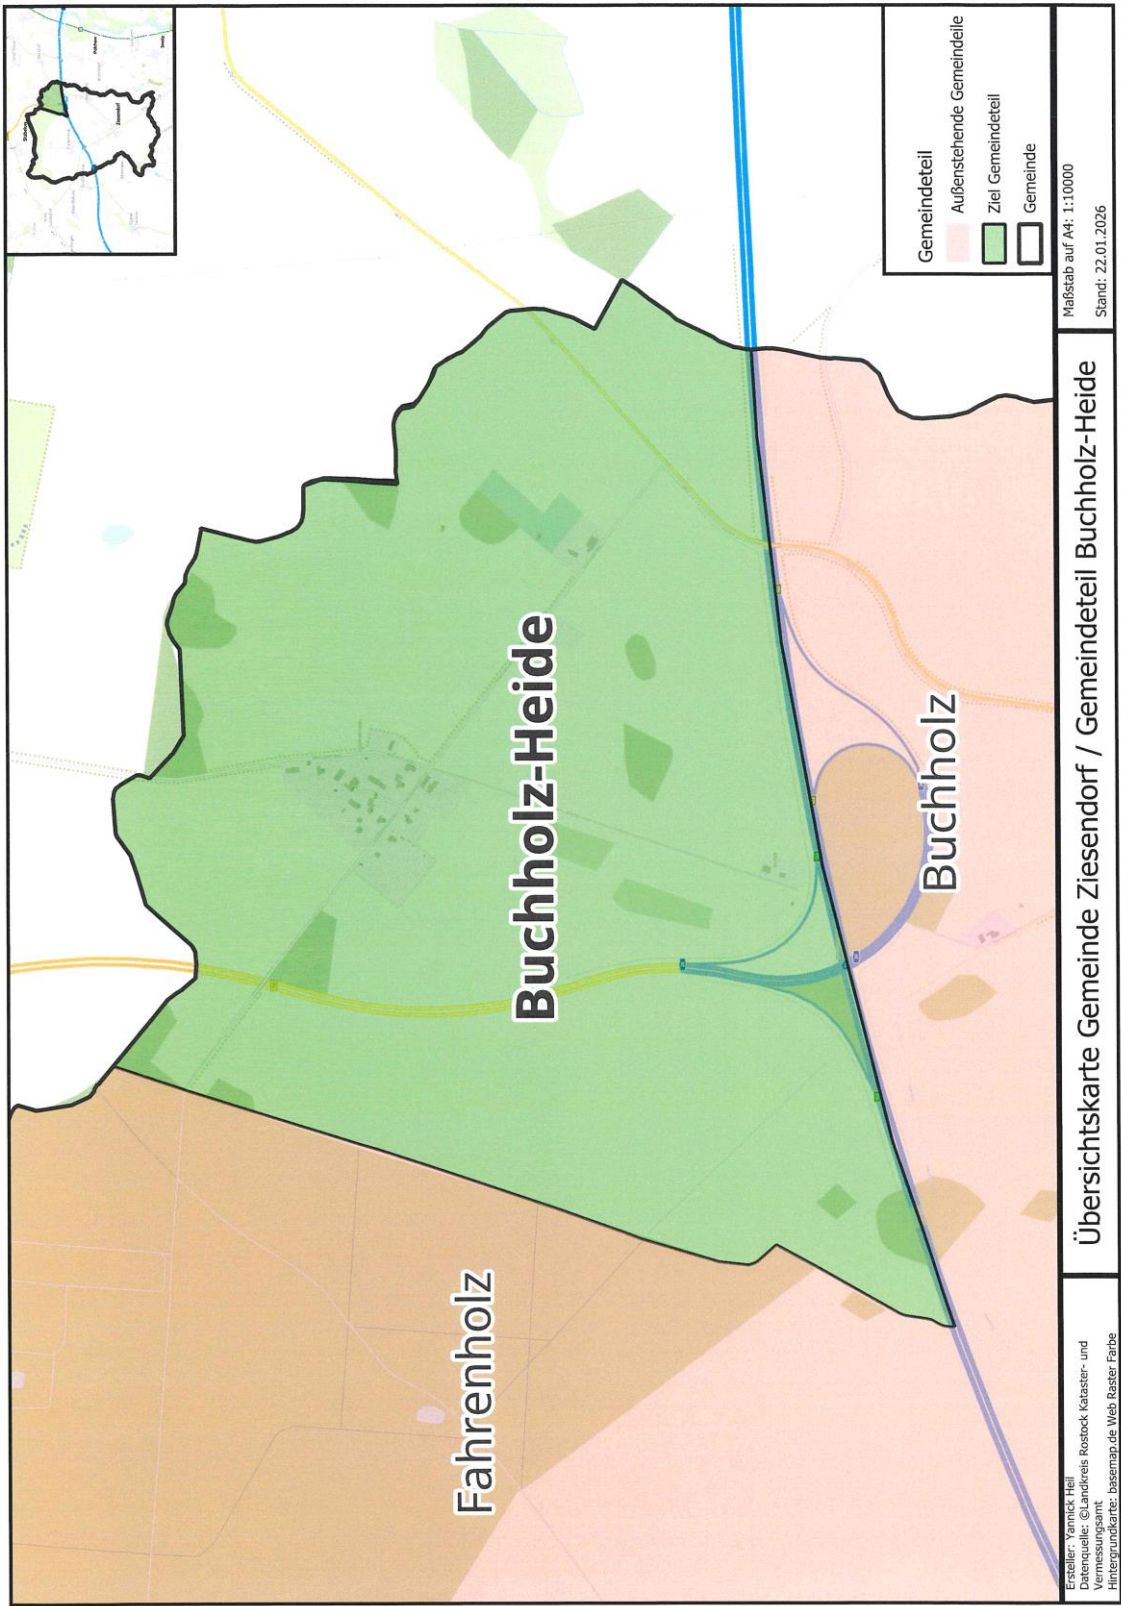 Fahrenholz
Buchholz-Heide
Buchholz
Gemeindeteil
Außenstehende Gemeindeteile
Ziel Gemeindeteil
Gemeinde
Ersteller: Yannick Heil
Datenquelle: ©Landkreis Rostock Kataster- und
Vermessungsamt
Hintergrundkarte: basemap.de Web Raster Farbe
Übersichtskarte Gemeinde Ziesendorf / Gemeindeteil Buchholz-Heide
Maßstab auf A4: 1:10000
Stand: 22.01.2026